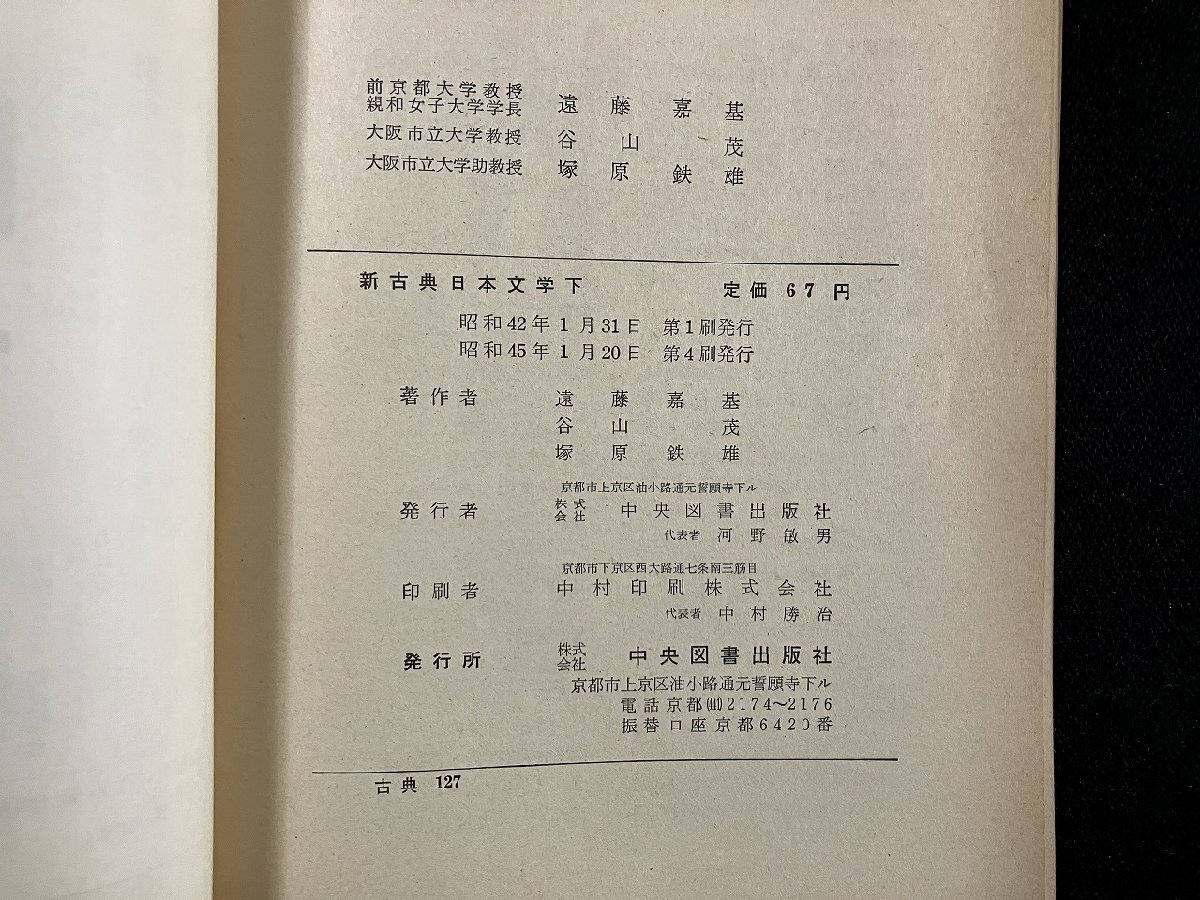 前京都大学教授
親和女子大学学長 遠藤嘉基
大阪市立大学教授 谷山茂
大阪市立大学助教授 塚原鉄雄
新古典日本文学下 定価 67円
昭和42年1月31日 第1刷発行
昭和45年1月20日 第4刷発行
著作者 遠藤嘉基
谷山茂
塚原鉄雄
京都市上京区油小路通元誓願寺下ル
発行者 株式会社 中央図書出版社
代表者 河野敏男
京都市下京区西大路通七条南三筋目
印刷者 中村印刷株式会社
代表者 中村勝治
発行所 株式会社 中央図書出版社
京都市上京区油小路通元誓願寺下ル
電話京都 2174〜2176
振替口座京都6420番
古典 127